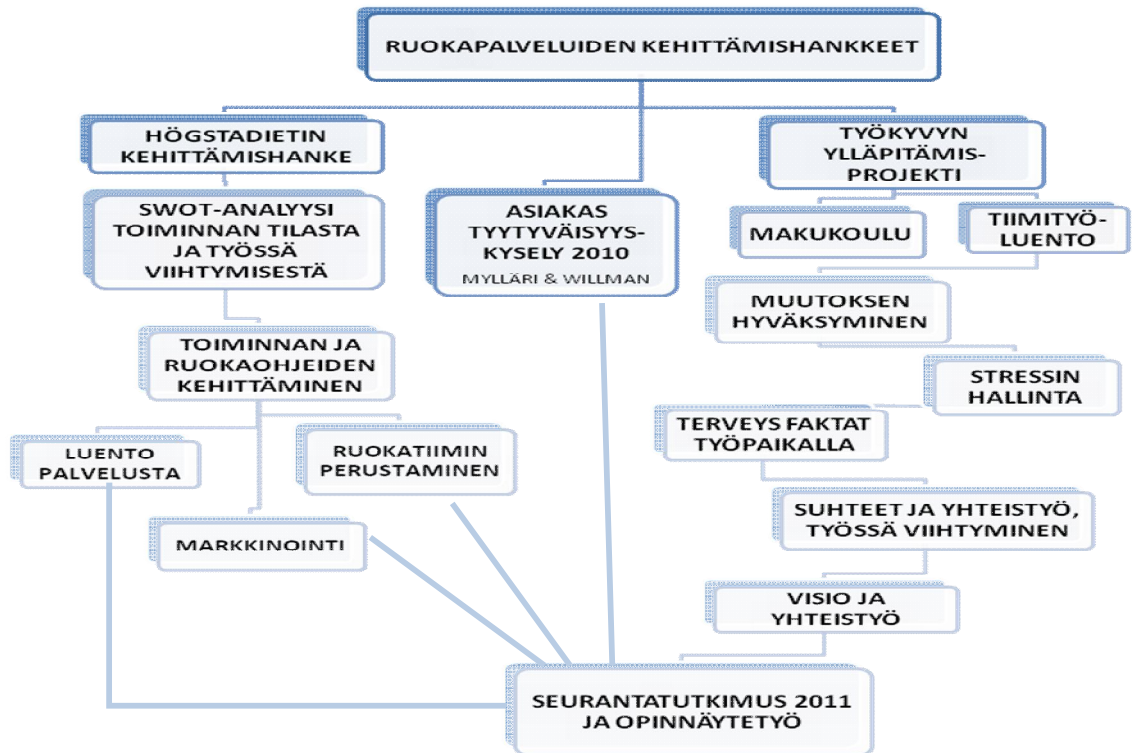 RUOKAPALVELUIDEN KEHITTÄMISHANKKEET
HÖGSTADIETIN
KEHITTÄMISHANKE
SWOT-ANALYYSI
TOIMINNAN TILASTA
JA TYÖSSÄ
VIIHTYMISESTÄ
TOIMINNAN JA
RUOKAOHJEIDEN
KEHITTÄMINEN
LUENTO
PALVELUSTA
RUOKATIIMIN
PERUSTAMINEN
MARKKINOINTI
ASIAKAS
TYYTYVÄISYYS-
KYSELY 2010
MYLLÄRI & WILLMAN
TYÖKYVYN
YLLÄPITÄMIS-
PROJEKTI
MAKUKOULU
TIIMITYÖ-
LUENTO
MUUTOKSEN
HYVÄKSYMINEN
STRESSIN
HALLINTA
TERVEYS FAKTAT
TYÖPAIKALLA
SUHTEET JA YHTEISTYÖ,
TYÖSSÄ VIIHTYMINEN
VISIO JA
YHTEISTYÖ
SEURANTATUTKIMUS 2011
JA OPINNÄYTETYÖ